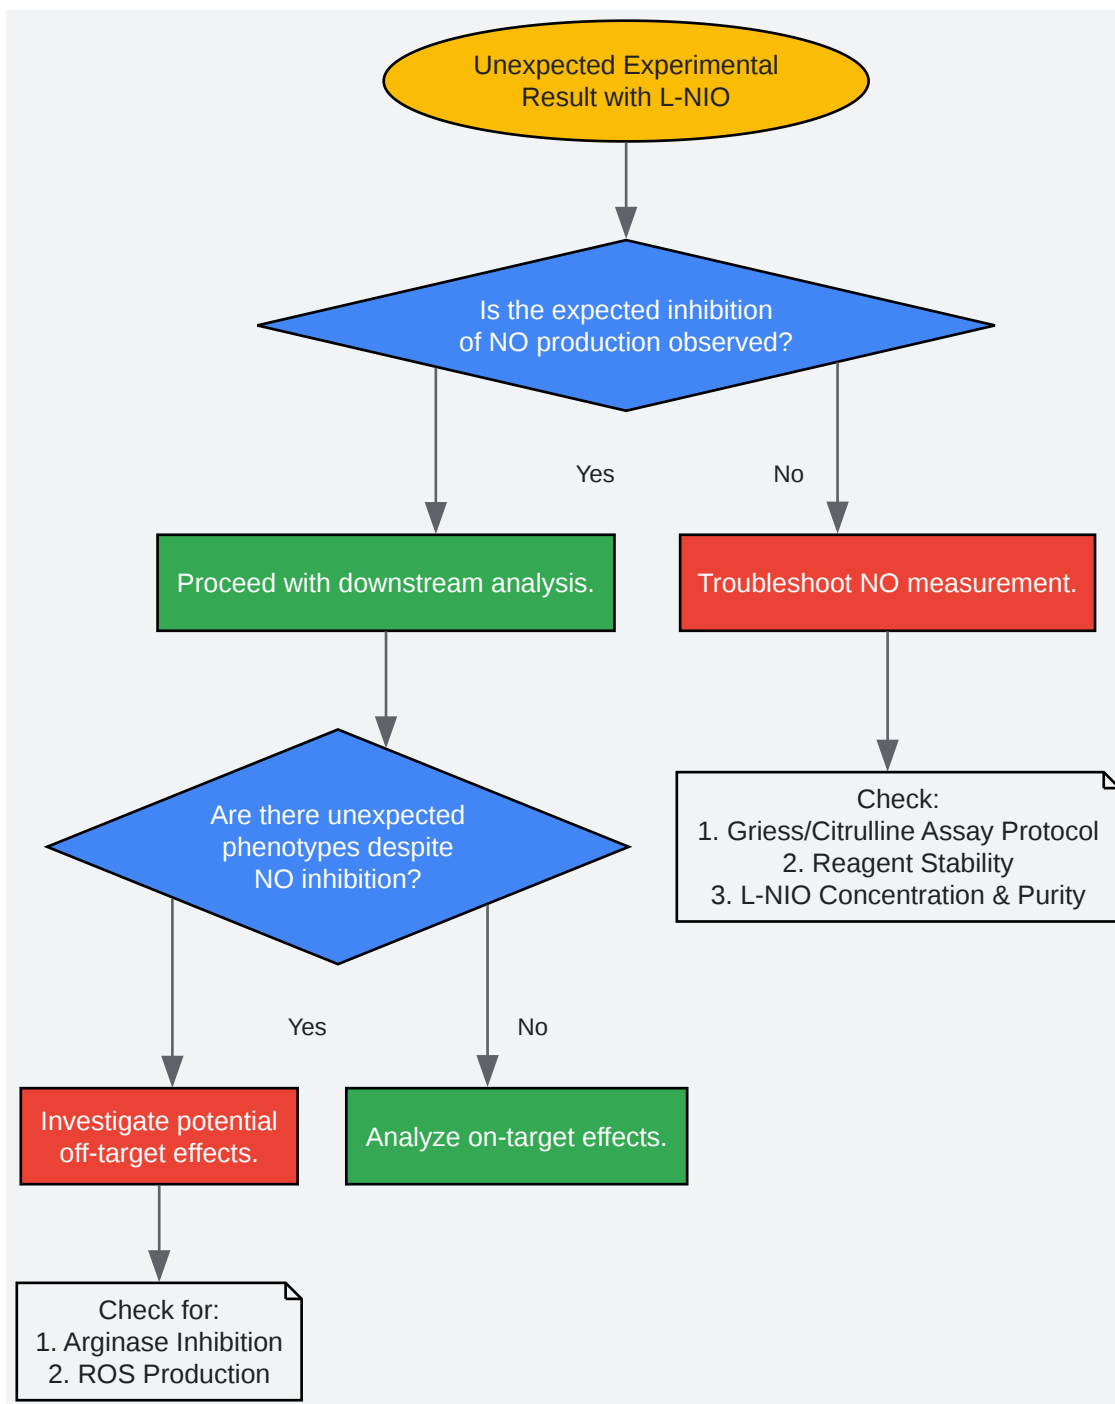 Unexpected Experimental
Result with L-NIO
Is the expected inhibition
of NO production observed?
Yes
No
Proceed with downstream analysis.
Troubleshoot NO measurement.
Are there unexpected
phenotypes despite
NO inhibition?
Check:
1. Griess/Citrulline Assay Protocol
2. Reagent Stability
3. L-NIO Concentration & Purity
Yes
No
Investigate potential
off-target effects.
Analyze on-target effects.
Check for:
1. Arginase Inhibition
2. ROS Production